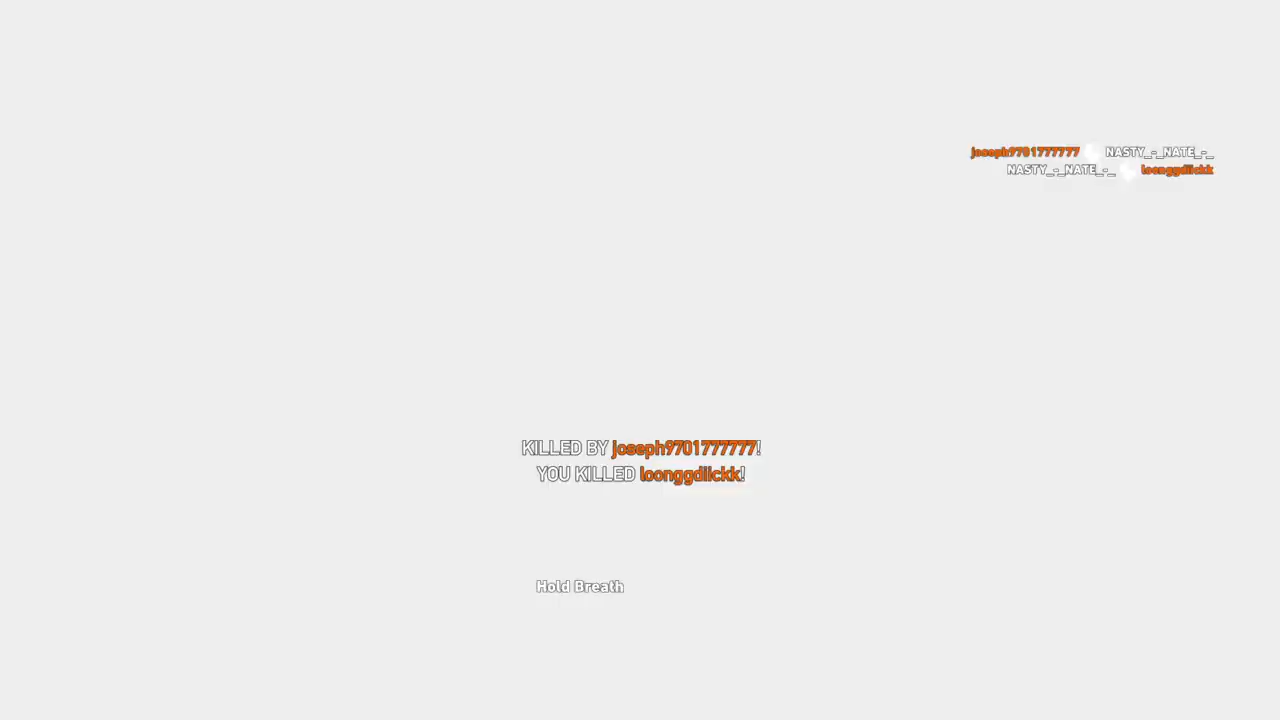 joseph9701777777 NASTY_-_NATE_-_
NASTY_-_NATE_-_ loonggdiickk
KILLED BY joseph9701777777!
YOU KILLED loonggdiickk!
Hold Breath